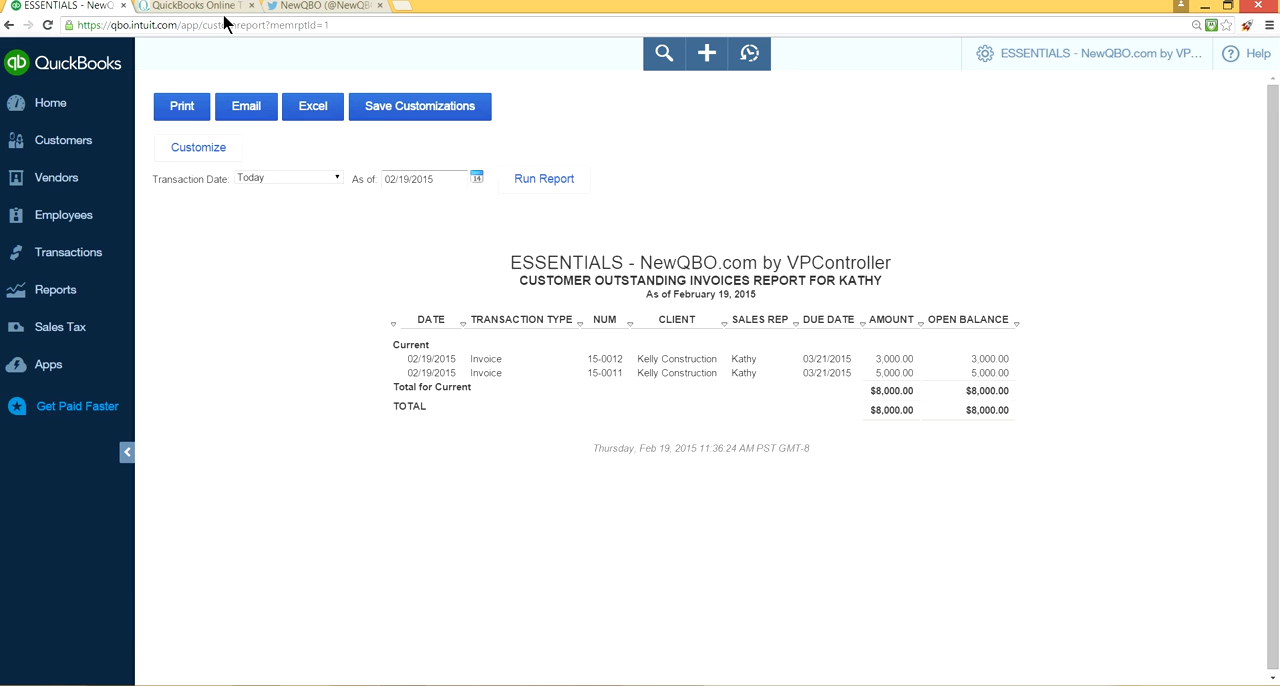 ESSENTIALS - NewQ
QuickBooks Online T
NewQBO (@NewQB
https://qbo.intuit.com/app/customreport?memrptId=1
QuickBooks
ESSENTIALS - NewQBO.com by VP...
Help
Home
Customers
Vendors
Employees
Transactions
Reports
Sales Tax
Apps
Get Paid Faster
Print Email Excel Save Customizations
Customize
Transaction Date: Today As of: 02/19/2015 14 Run Report
ESSENTIALS - NewQBO.com by VPController
CUSTOMER OUTSTANDING INVOICES REPORT FOR KATHY
As of February 19, 2015
DATE TRANSACTION TYPE NUM CLIENT SALES REP DUE DATE AMOUNT OPEN BALANCE
Current
02/19/2015 Invoice 15-0012 Kelly Construction Kathy 03/21/2015 3,000.00 3,000.00
02/19/2015 Invoice 15-0011 Kelly Construction Kathy 03/21/2015 5,000.00 5,000.00
Total for Current $8,000.00 $8,000.00
TOTAL $8,000.00 $8,000.00
Thursday, Feb 19, 2015 11:36:24 AM PST GMT-8